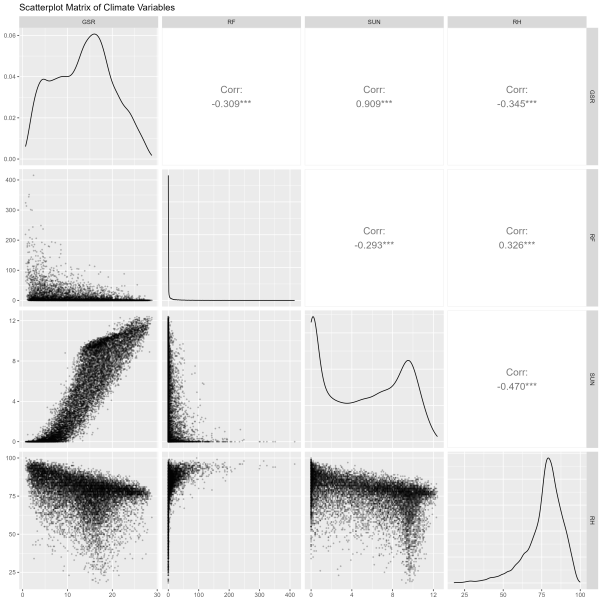 Scatterplot Matrix of Climate Variables
GSR RF SUN RH
0.06
0.04
0.02
0.00
Corr:
-0.309***
Corr:
0.909***
Corr:
-0.345***
GSR
400
300
200
100
0
Corr:
-0.293***
Corr:
0.326***
RF
12
8
4
0
Corr:
-0.470***
SUN
100
75
50
25
RH
0 10 20 30 0 100 200 300 400 0 4 8 12 25 50 75 100